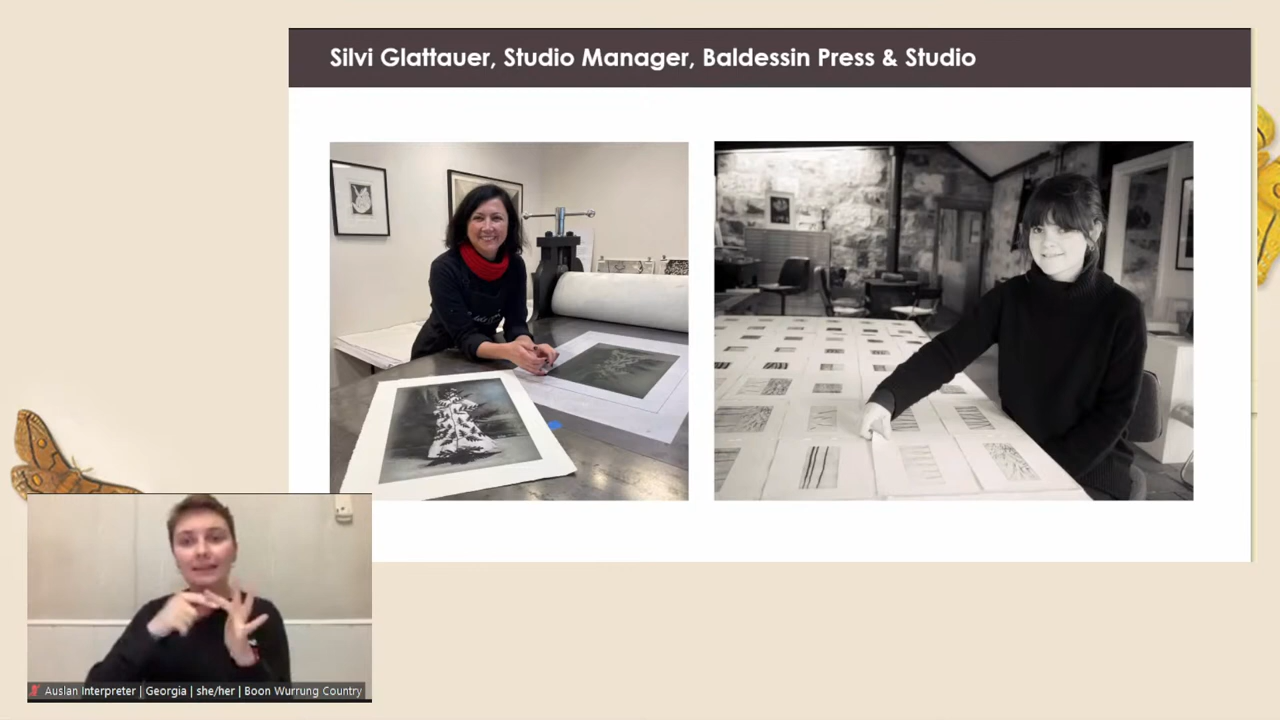 Silvi Glattauer, Studio Manager, Baldessin Press & Studio
Auslan Interpreter | Georgia | she/her | Boon Wurrung Country